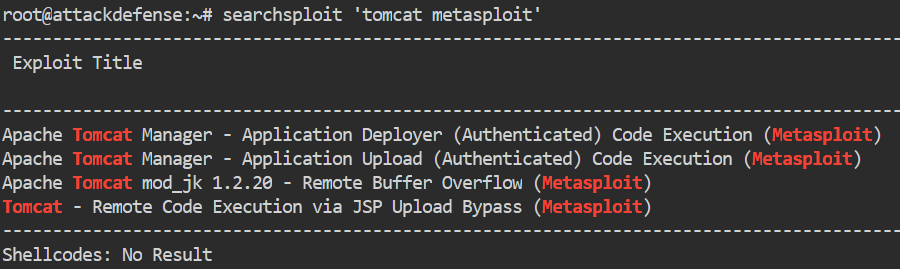 root@attackdefense:~# searchsploit 'tomcat metasploit'
------------------------------------------------------------------------------------------
Exploit Title
------------------------------------------------------------------------------------------
Apache Tomcat Manager - Application Deployer (Authenticated) Code Execution (Metasploit)
Apache Tomcat Manager - Application Upload (Authenticated) Code Execution (Metasploit)
Apache Tomcat mod_jk 1.2.20 - Remote Buffer Overflow (Metasploit)
Tomcat - Remote Code Execution via JSP Upload Bypass (Metasploit)
------------------------------------------------------------------------------------------
Shellcodes: No Result